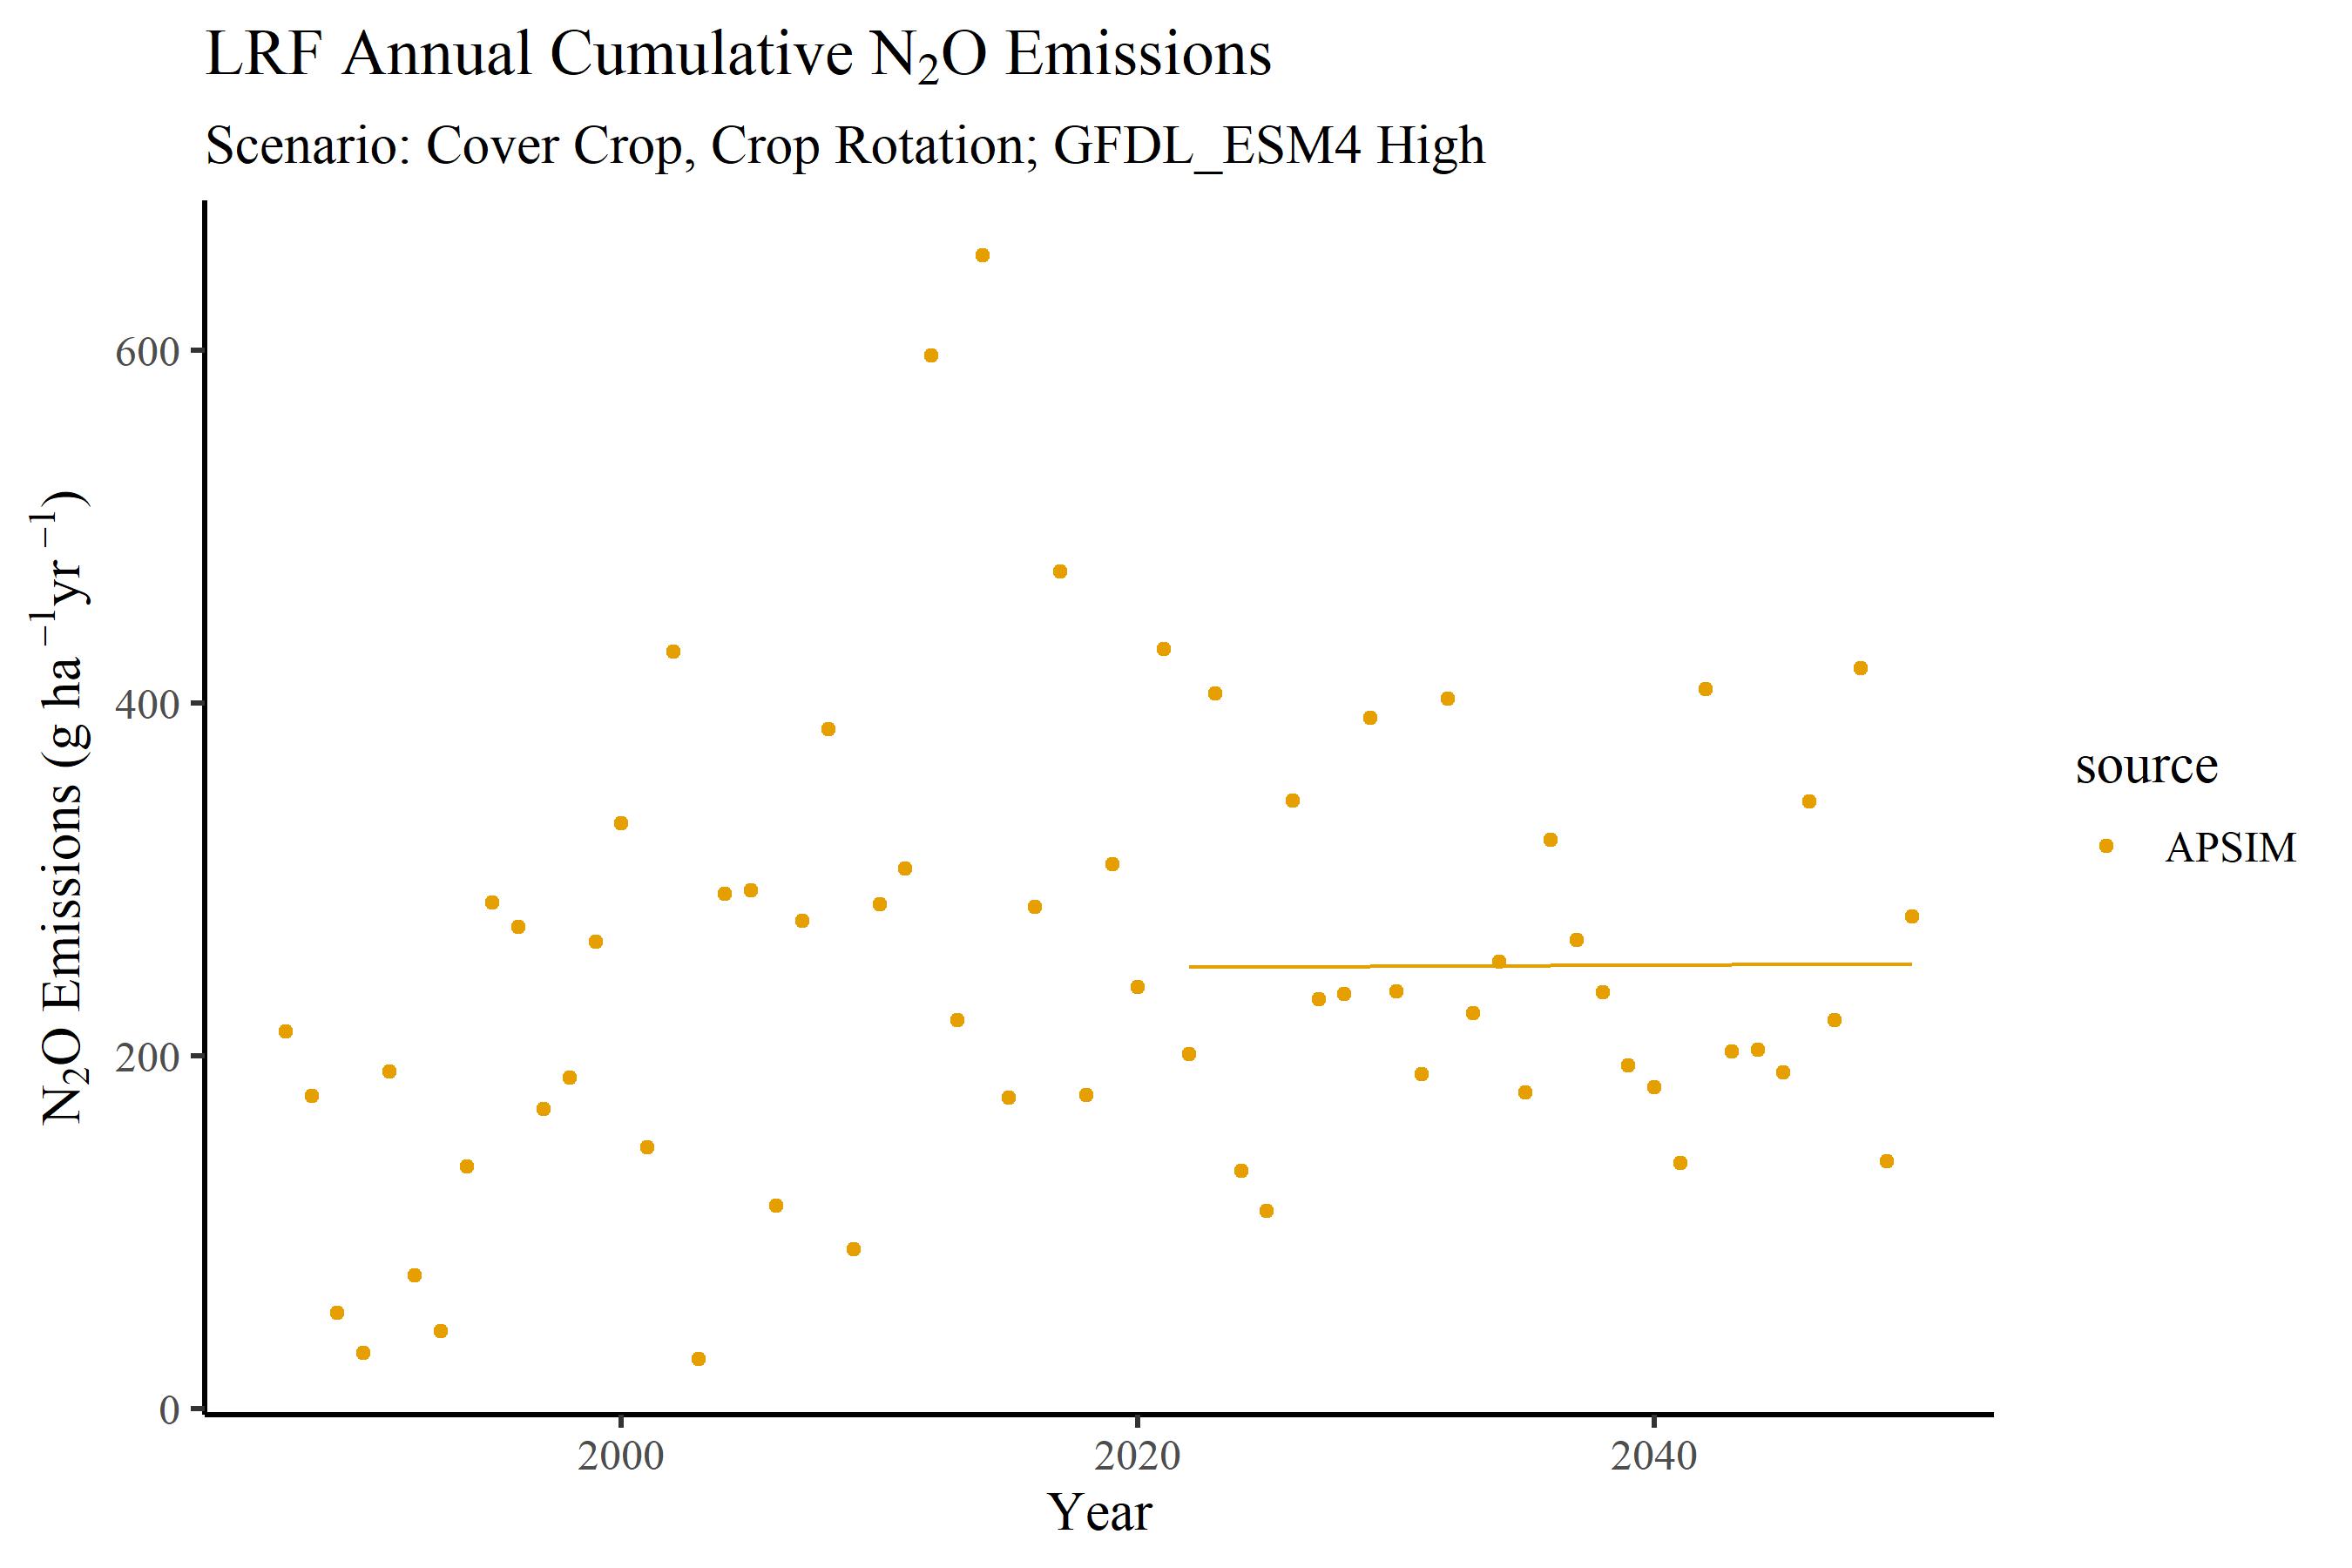 LRF Annual Cumulative N₂O Emissions
Scenario: Cover Crop, Crop Rotation; GFDL_ESM4 High
N₂O Emissions (g ha⁻¹yr⁻¹)
600
400
200
0
2000
2020
2040
Year
source
APSIM